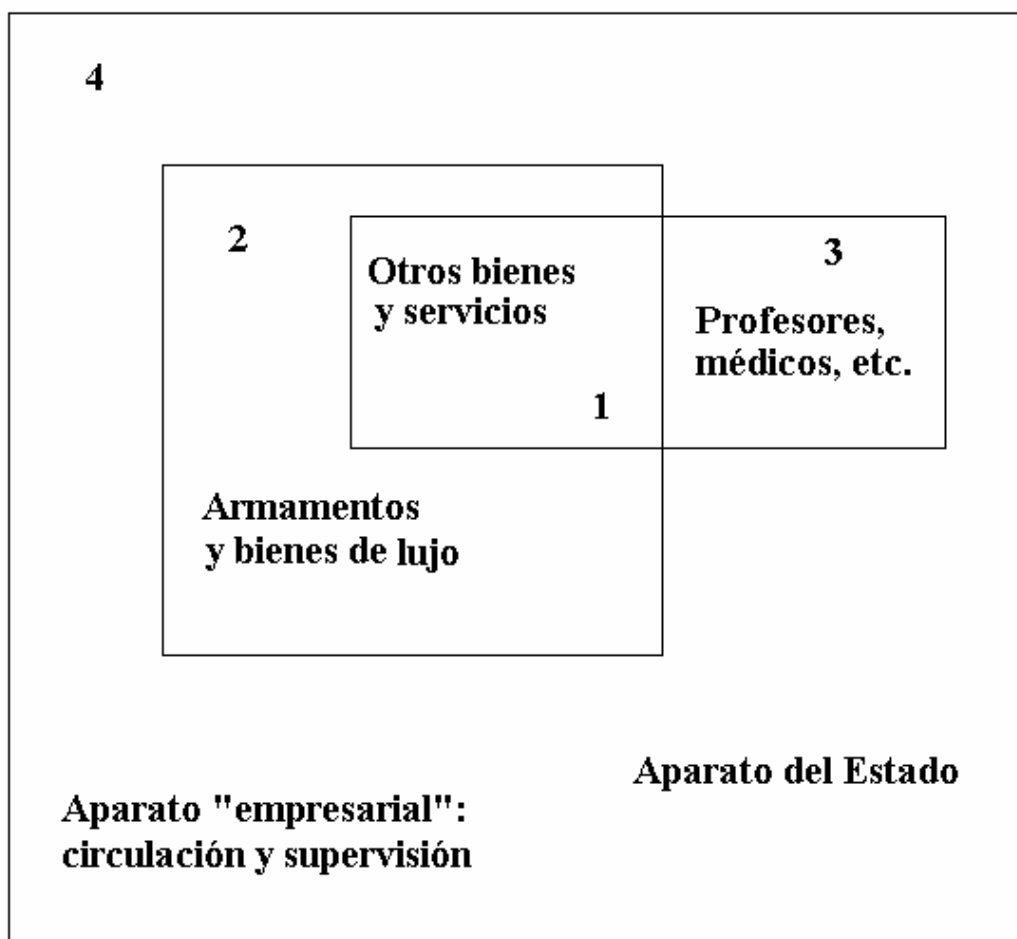 4
2
Otros bienes
y servicios
1
3
Profesores,
médicos, etc.
Armamentos
y bienes de lujo
Aparato del Estado
Aparato "empresarial":
circulación y supervisión